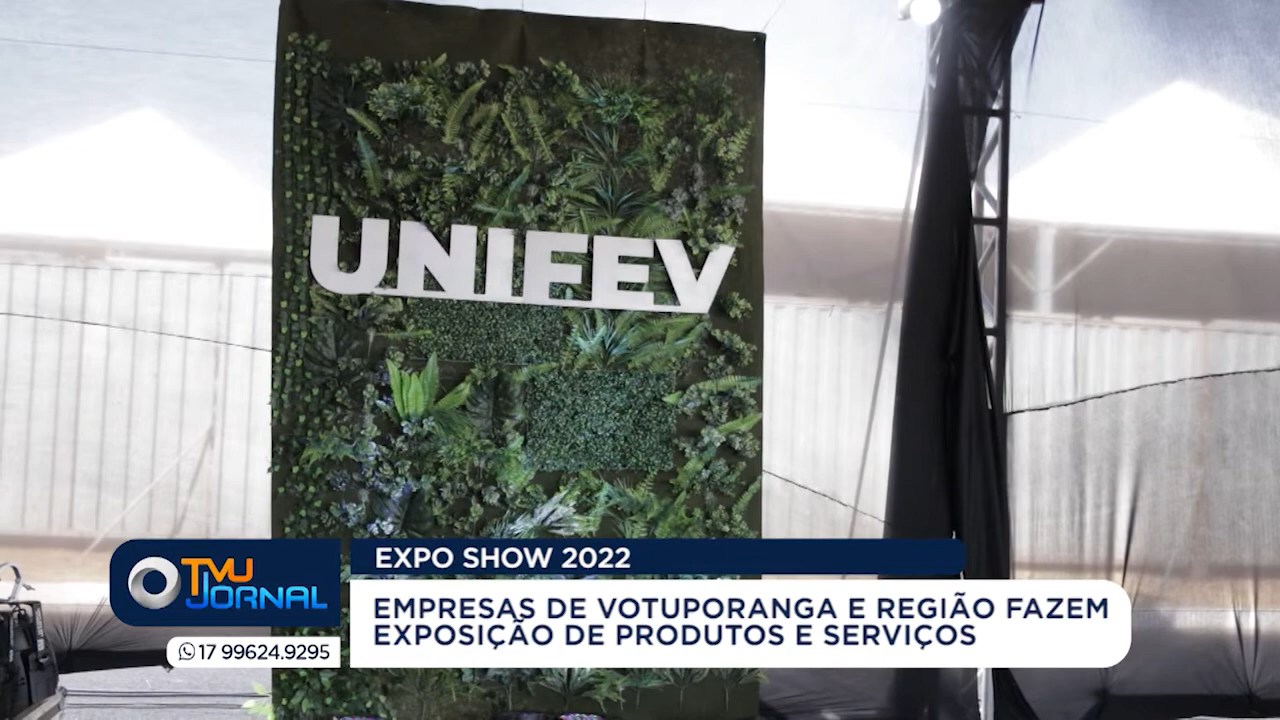 UNIFEV
EXPO SHOW 2022
TVU
JORNAL
EMPRESAS DE VOTUPORANGA E REGIÃO FAZEM
EXPOSIÇÃO DE PRODUTOS E SERVIÇOS
17 99624.9295